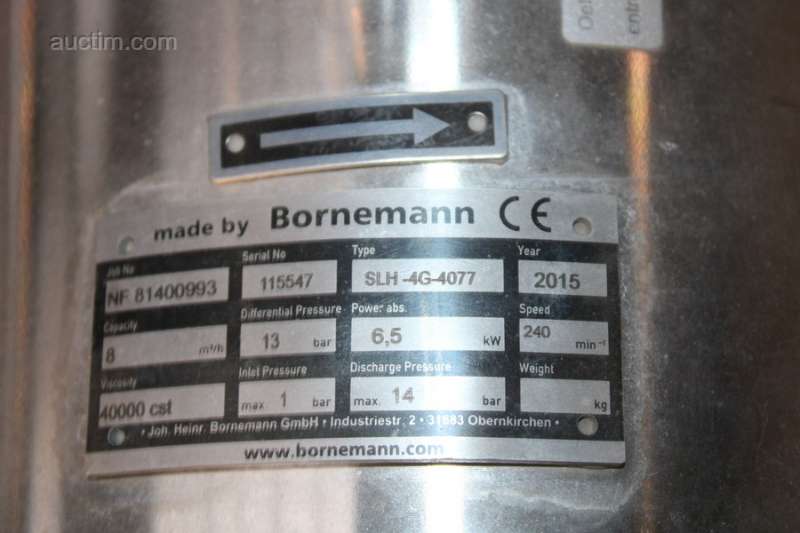 auctim.com
made by Bornemann CE
Job No Serial No Type Year
NF 81400993 115547 SLH -4G-4077 2015
Capacity Differential Pressure Power abs. Speed
8 m³/h 13 bar 6,5 kW 240 min⁻¹
Viscosity Inlet Pressure Discharge Pressure Weight
40000 cst max. 1 bar max. 14 bar kg
• Joh. Heinr. Bornemann GmbH • Industriestr. 2 • 31683 Obernkirchen •
www.bornemann.com